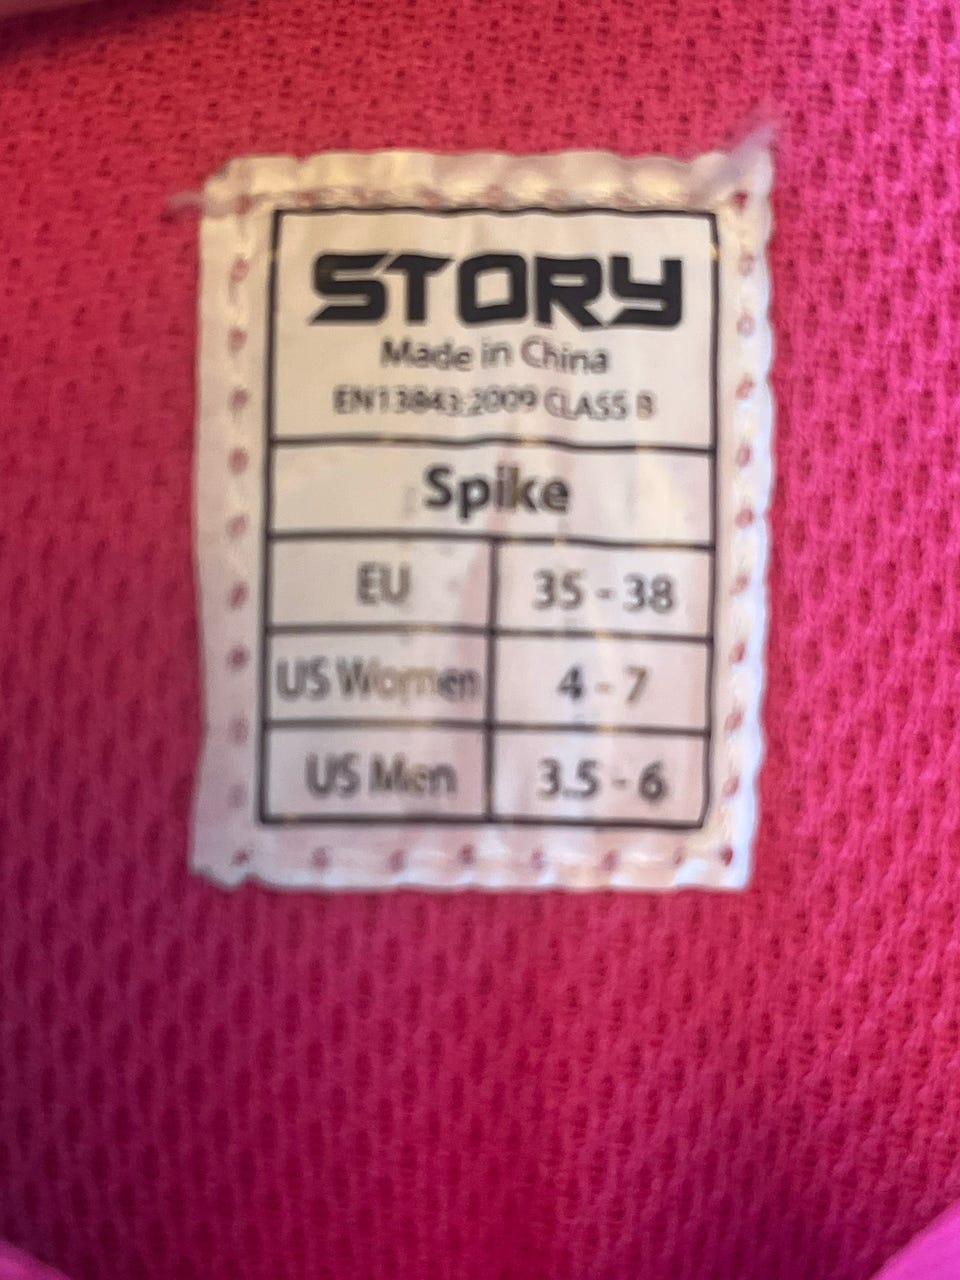 STORY
Made in China
EN13843:2009 CLASS B
Spike
EU 35 - 38
US Women 4 - 7
US Men 3.5 - 6